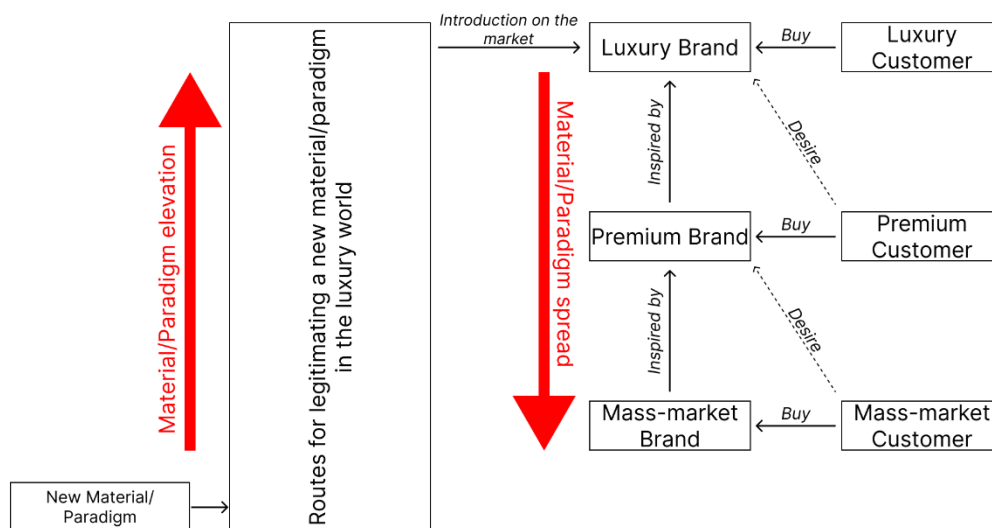 Introduction on the
market
Luxury Brand
Buy
Luxury
Customer
Material/Paradigm elevation
Routes for legitimating a new material/paradigm
in the luxury world
Material/Paradigm spread
Inspired by
Desire
Premium Brand
Buy
Premium
Customer
Inspired by
Desire
Mass-market
Brand
Buy
Mass-market
Customer
New Material/
Paradigm